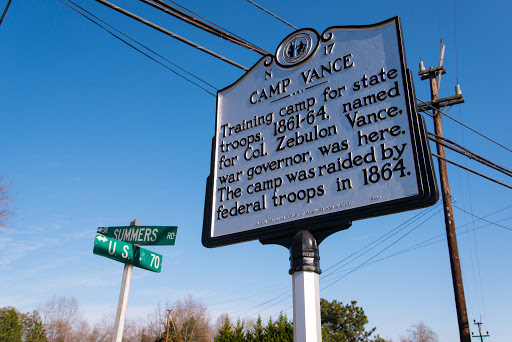 N 17
CAMP VANCE
Training camp for state
troops, 1861-64, named
for Col. Zebulon Vance,
war governor, was here.
The camp was raided by
federal troops in 1864.
SUMMERS RD
U.S. 70